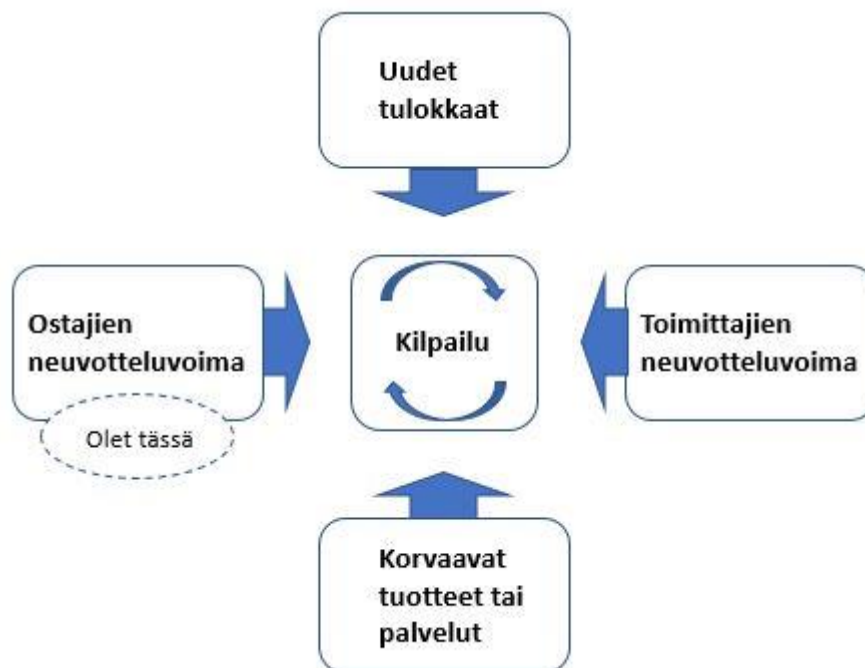 Uudet
tulokkaat
Ostajien
neuvotteluvoima
Olet tässä
Kilpailu
Toimittajien
neuvotteluvoima
Korvaavat
tuotteet tai
palvelut